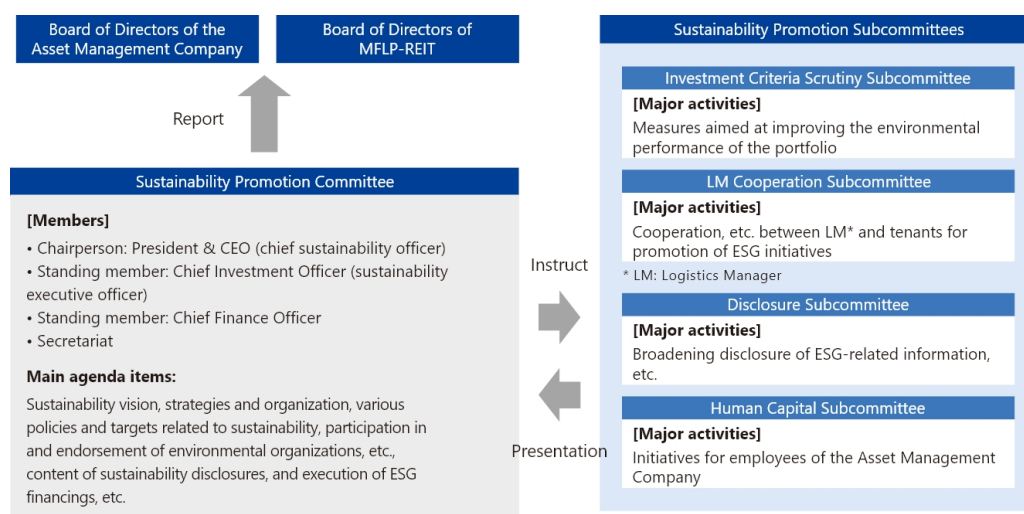 Board of Directors of the
Asset Management Company
Board of Directors of
MFLP-REIT
Report
Sustainability Promotion Committee
[Members]
• Chairperson: President & CEO (chief sustainability officer)
• Standing member: Chief Investment Officer (sustainability
executive officer)
• Standing member: Chief Finance Officer
• Secretariat
Main agenda items:
Sustainability vision, strategies and organization, various
policies and targets related to sustainability, participation in
and endorsement of environmental organizations, etc.,
content of sustainability disclosures, and execution of ESG
financings, etc.
Instruct
Presentation
Sustainability Promotion Subcommittees
Investment Criteria Scrutiny Subcommittee
[Major activities]
Measures aimed at improving the environmental
performance of the portfolio
LM Cooperation Subcommittee
[Major activities]
Cooperation, etc. between LM* and tenants for
promotion of ESG initiatives
* LM: Logistics Manager
Disclosure Subcommittee
[Major activities]
Broadening disclosure of ESG-related information,
etc.
Human Capital Subcommittee
[Major activities]
Initiatives for employees of the Asset Management
Company